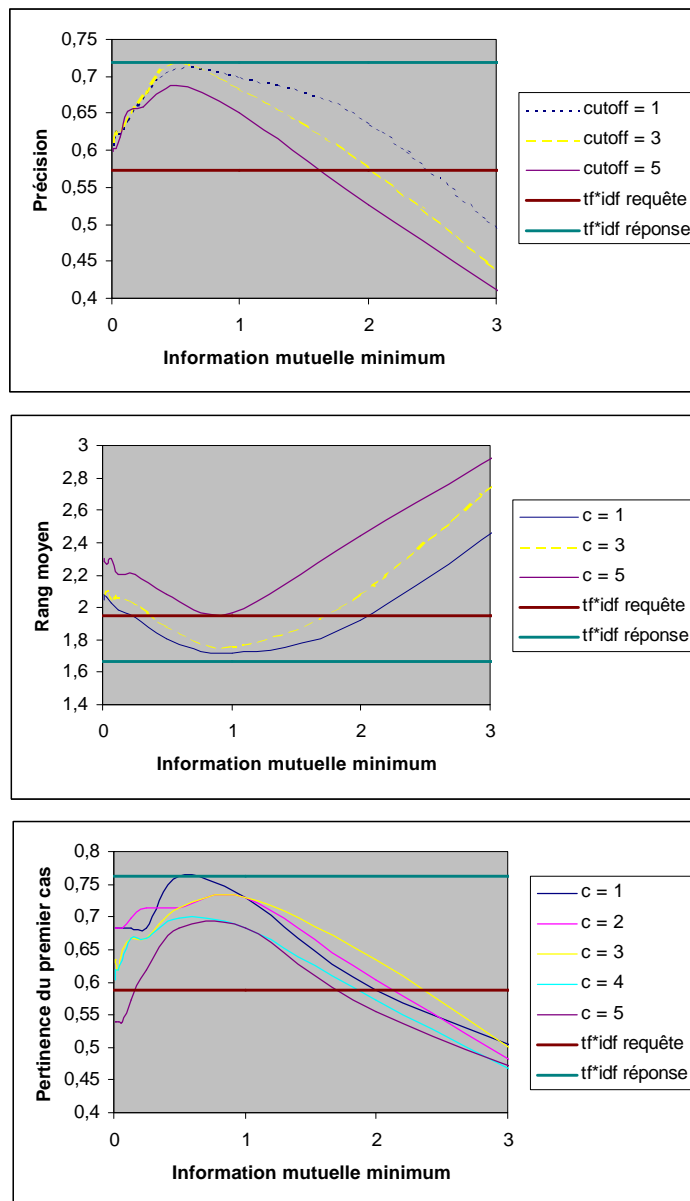 0,75
0,7
0,65
0,6
0,55
0,5
0,45
0,4
Précision
0 1 2 3
Information mutuelle minimum
cutoff = 1
cutoff = 3
cutoff = 5
tf*idf requête
tf*idf réponse
3
2,8
2,6
2,4
2,2
2
1,8
1,6
1,4
Rang moyen
0 1 2 3
Information mutuelle minimum
c = 1
c = 3
c = 5
tf*idf requête
tf*idf réponse
0,8
0,75
0,7
0,65
0,6
0,55
0,5
0,45
0,4
Pertinence du premier cas
0 1 2 3
Information mutuelle minimum
c = 1
c = 2
c = 3
c = 4
c = 5
tf*idf requête
tf*idf réponse